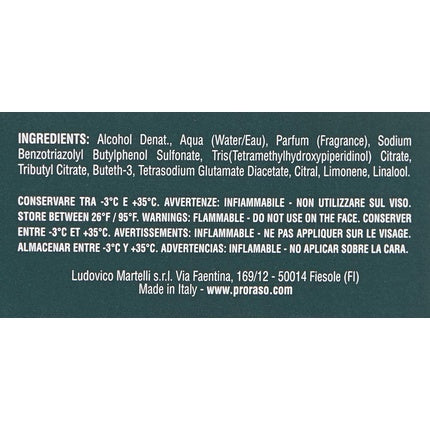 INGREDIENTS: Alcohol Denat., Aqua (Water/Eau), Parfum (Fragrance), Sodium
Benzotriazolyl Butylphenol Sulfonate, Tris(Tetramethylhydroxypiperidinol) Citrate,
Tributyl Citrate, Buteth-3, Tetrasodium Glutamate Diacetate, Citral, Limonene, Linalool.
CONSERVARE TRA -3°C E +35°C. AVVERTENZE: INFIAMMABILE - NON UTILIZZARE SUL VISO.
STORE BETWEEN 26°F / 95°F. WARNINGS: FLAMMABLE - DO NOT USE ON THE FACE. CONSERVER
ENTRE -3°C ET +35°C. AVERTISSEMENTS: INFLAMMABLE - NE PAS APPLIQUER SUR LE VISAGE.
ALMACENAR ENTRE -3°C Y +35°C. ADVERTENCIAS: INFLAMABLE - NO APLICAR SOBRE LA CARA.
Ludovico Martelli s.r.l. Via Faentina, 169/12 - 50014 Fiesole (FI)
Made in Italy - www.proraso.com